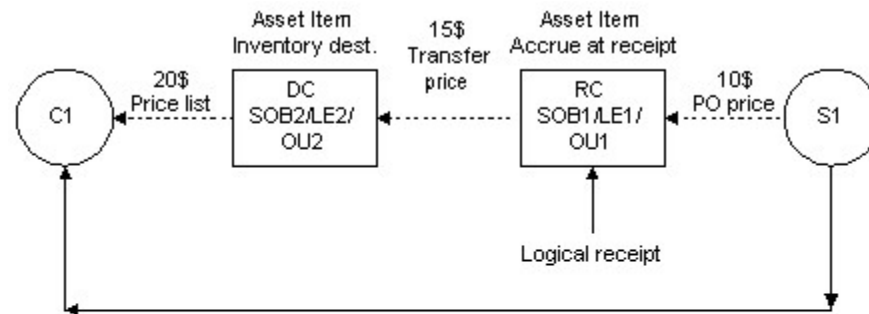 Asset Item
Inventory dest.
15$
Transfer
price
Asset Item
Accrue at receipt
C1
20$
Price list
DC
SOB2/LE2/
OU2
RC
SOB1/LE1/
OU1
10$
PO price
S1
Logical receipt